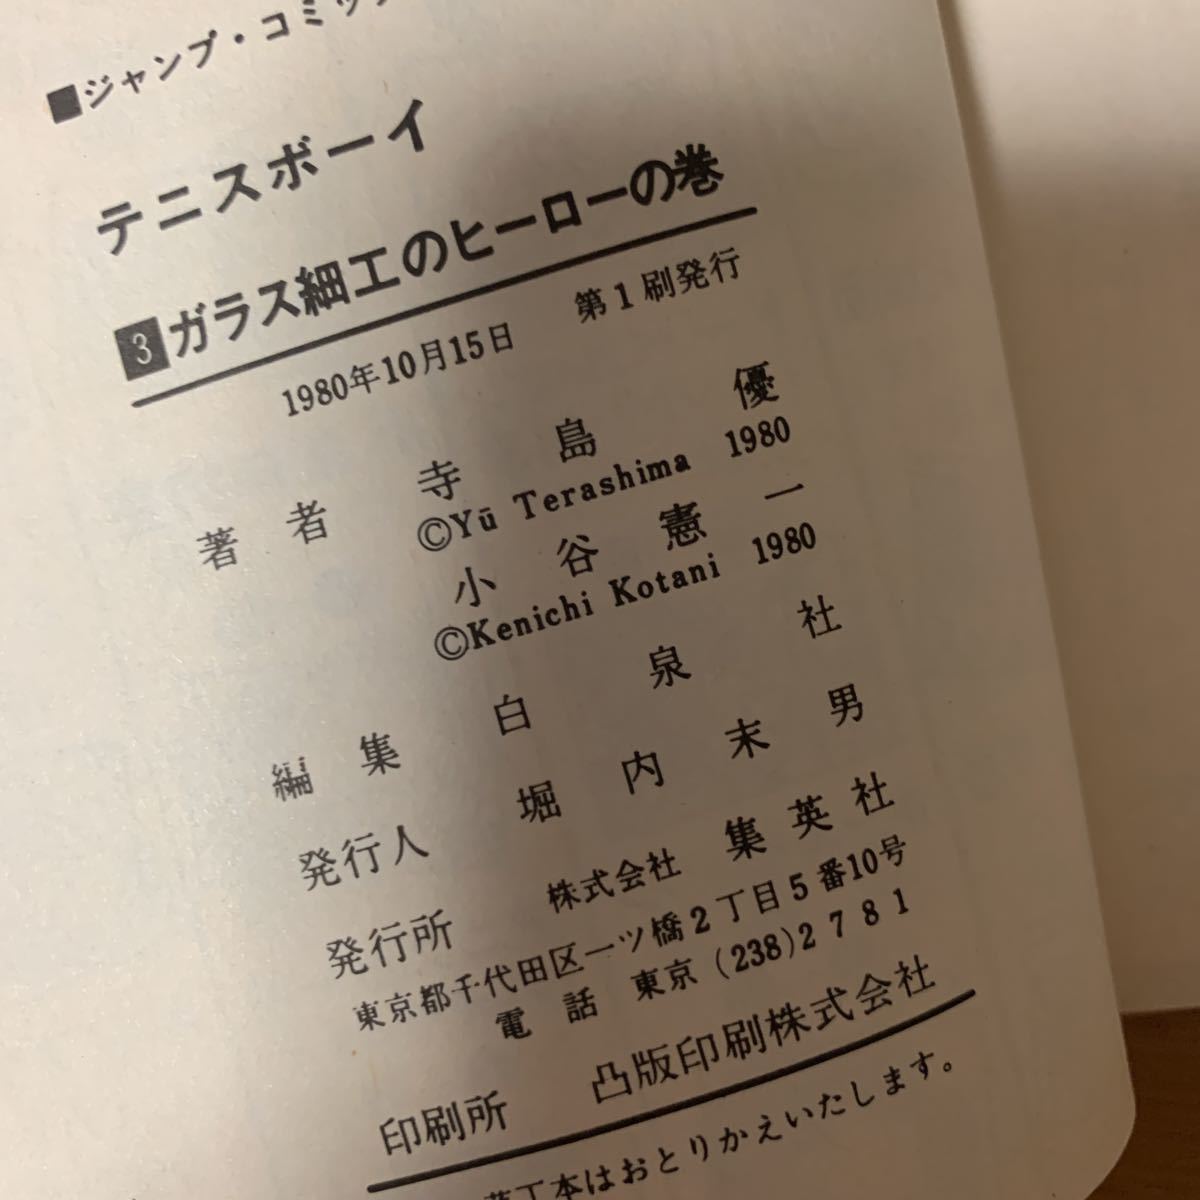 ■ジャンプ・コミッ
テニスボーイ
3 ガラス細工のヒーローの巻
1980年10月15日 第1刷発行
著者 寺島優
©Yū Terashima 1980
小谷憲一
©Kenichi Kotani 1980
編集 白泉社
発行人 堀内末男
発行所 株式会社 集英社
東京都千代田区一ツ橋2丁目5番10号
電話 東京(238)2781
印刷所 凸版印刷株式会社
丁本はおとりかえいたします。